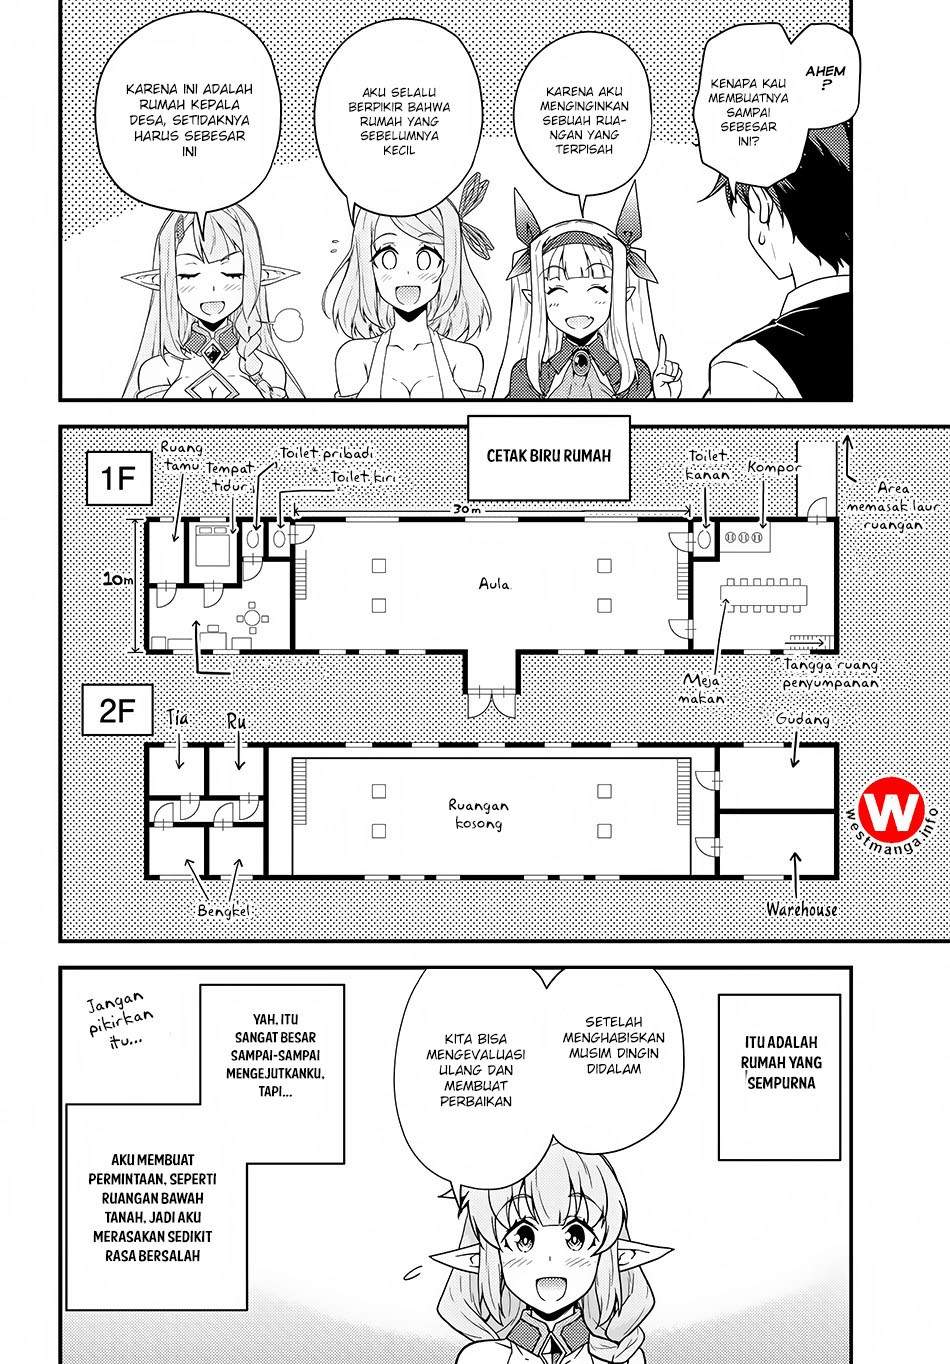 AHEM
?
KENAPA KAU
MEMBUATNYA
SAMPAI
SEBESAR
INI?
KARENA AKU
MENGINGINKAN
SEBUAH RUA-
NGAN YANG
TERPISAH
AKU SELALU
BERPIKIR BAHWA
RUMAH YANG
SEBELUMNYA
KECIL
KARENA INI ADALAH
RUMAH KEPALA
DESA, SETIDAKNYA
HARUS SEBESAR
INI
CETAK BIRU RUMAH
1F
Ruang
tamu
Tempat
tidur
Toilet pribadi
Toilet kiri
30m
Toilet
kanan
Kompor
Area
memasak luar
ruangan
10m
Aula
Meja
makan
Tangga ruang
penyumpanan
2F
Tia
Ru
Gudang
Ruangan
kosong
Bengkel
Warehouse
W
westmanga.info
ITU ADALAH
RUMAH YANG
SEMPURNA
SETELAH
MENGHABISKAN
MUSIM DINGIN
DIDALAM
KITA BISA
MENGEVALUASI
ULANG DAN
MEMBUAT
PERBAIKAN
YAH, ITU
SANGAT BESAR
SAMPAI-SAMPAI
MENGEJUTKANKU,
TAPI...
Jangan
pikirkan
itu...
AKU MEMBUAT
PERMINTAAN, SEPERTI
RUANGAN BAWAH
TANAH, JADI AKU
MERASAKAN SEDIKIT
RASA BERSALAH